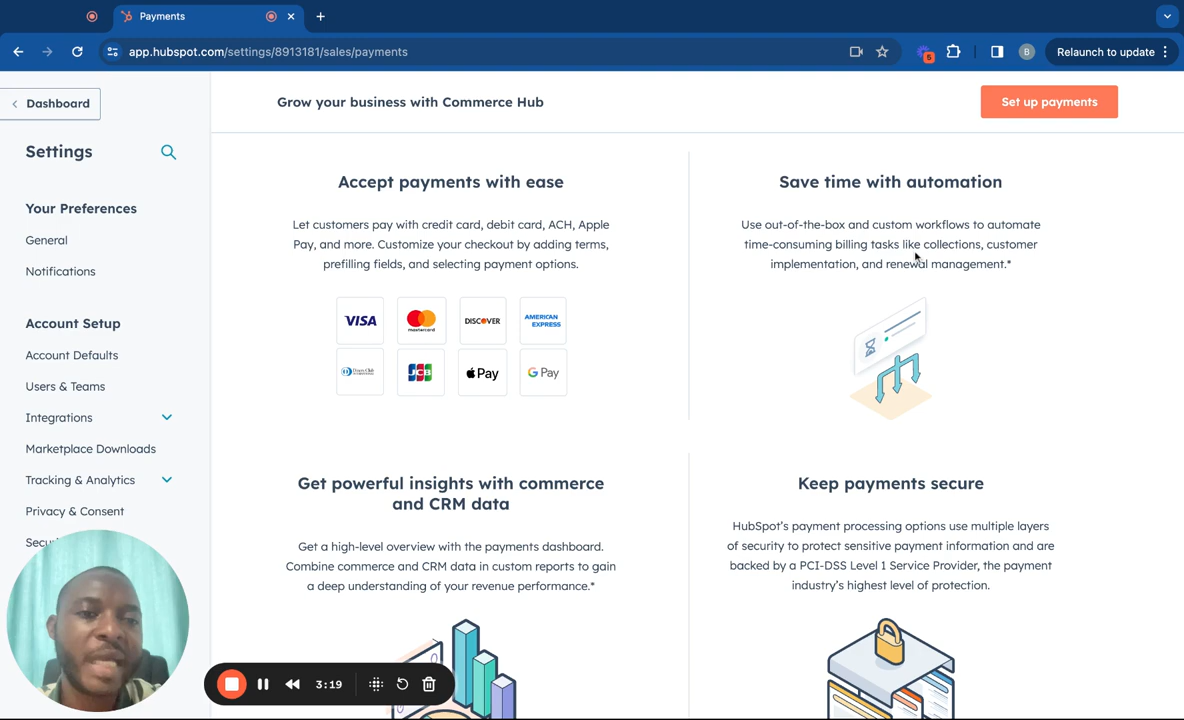 Payments
app.hubspot.com/settings/8913181/sales/payments
6
B
Relaunch to update
Dashboard
Settings
Your Preferences
General
Notifications
Account Setup
Account Defaults
Users & Teams
Integrations
Marketplace Downloads
Tracking & Analytics
Privacy & Consent
Secu
Grow your business with Commerce Hub
Set up payments
Accept payments with ease
Let customers pay with credit card, debit card, ACH, Apple
Pay, and more. Customize your checkout by adding terms,
prefilling fields, and selecting payment options.
VISA
mastercard
DISCOVER
AMERICAN
EXPRESS
Diners Club
INTERNATIONAL
JCB
Pay
G Pay
Save time with automation
Use out-of-the-box and custom workflows to automate
time-consuming billing tasks like collections, customer
implementation, and renewal management.*
Get powerful insights with commerce
and CRM data
Get a high-level overview with the payments dashboard.
Combine commerce and CRM data in custom reports to gain
a deep understanding of your revenue performance.*
Keep payments secure
HubSpot's payment processing options use multiple layers
of security to protect sensitive payment information and are
backed by a PCI-DSS Level 1 Service Provider, the payment
industry's highest level of protection.
3:19